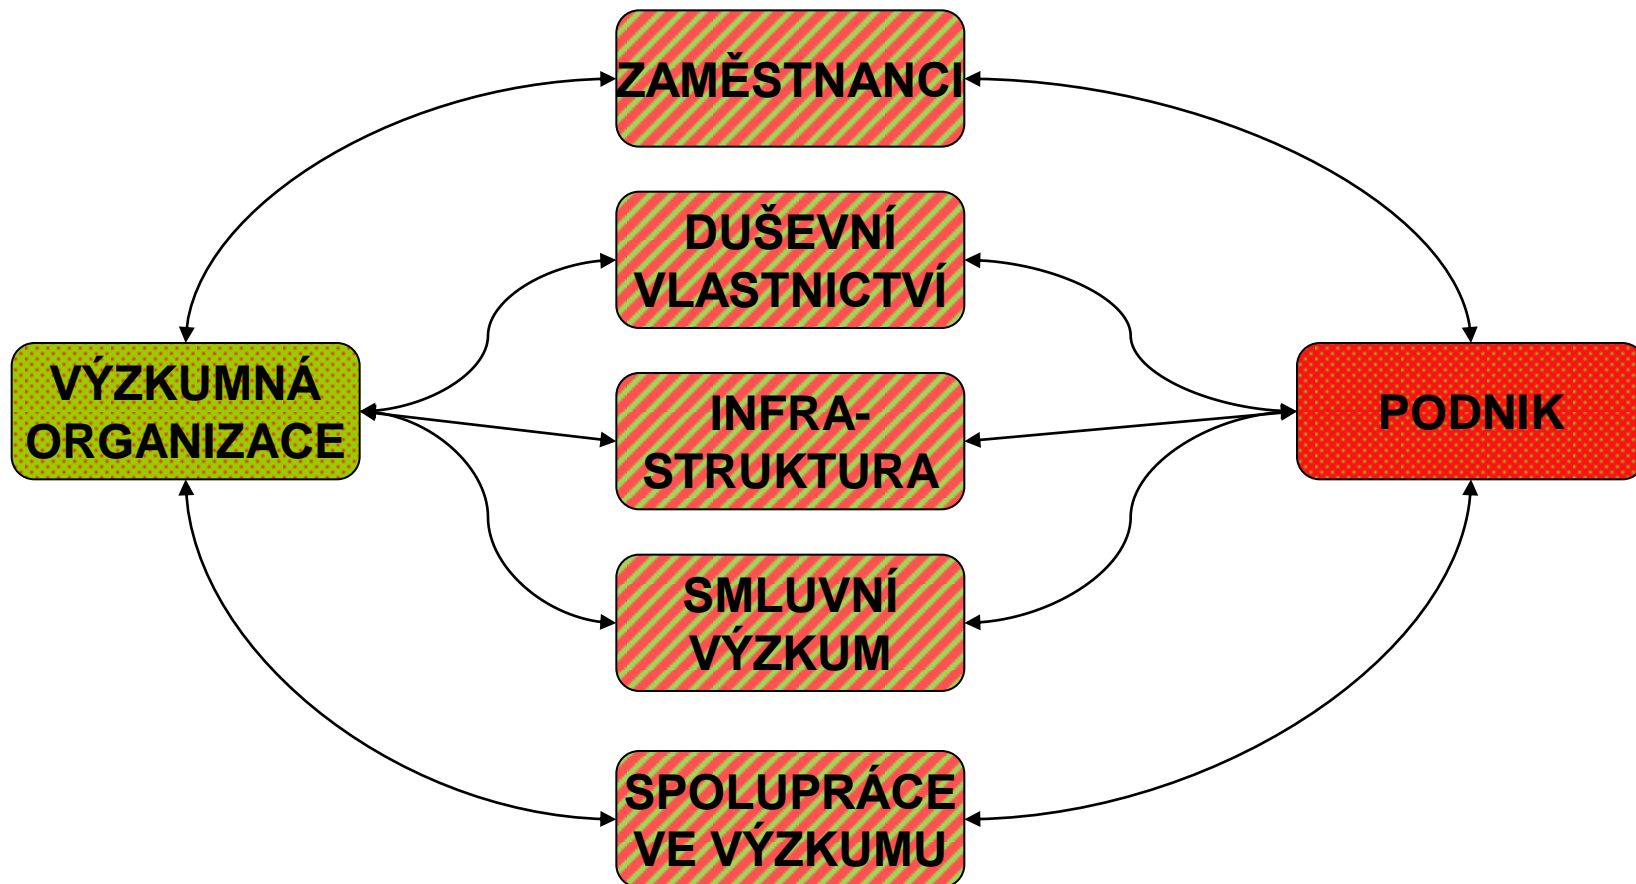 ZAMĚSTNANCI
DUŠEVNÍ
VLASTNICTVÍ
VÝZKUMNÁ
ORGANIZACE
INFRA-
STRUKTURA
PODNIK
SMLUVNÍ
VÝZKUM
SPOLUPRÁCE
VE VÝZKUMU